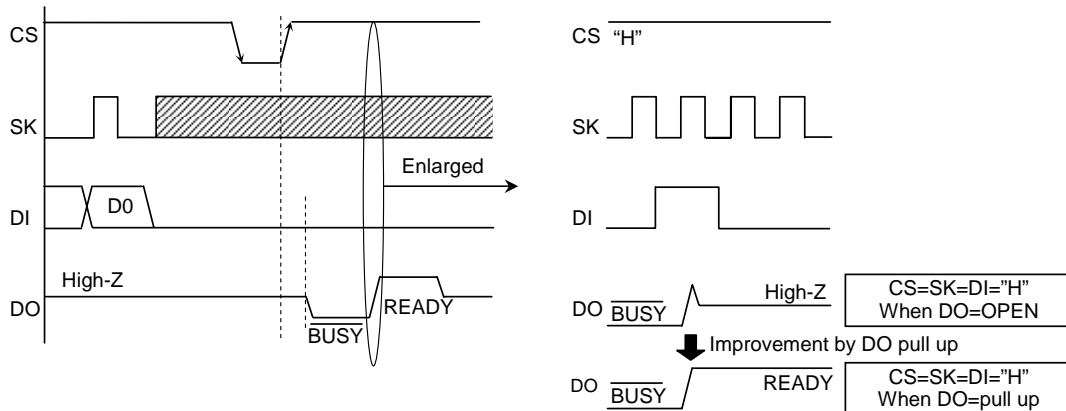 CS
SK
Enlarged
D0
DI
High-Z
DO
READY
BUSY
CS "H"
SK
DI
DO BUSY High-Z
CS=SK=DI="H"
When DO=OPEN
Improvement by DO pull up
DO BUSY READY
CS=SK=DI="H"
When DO=pull up